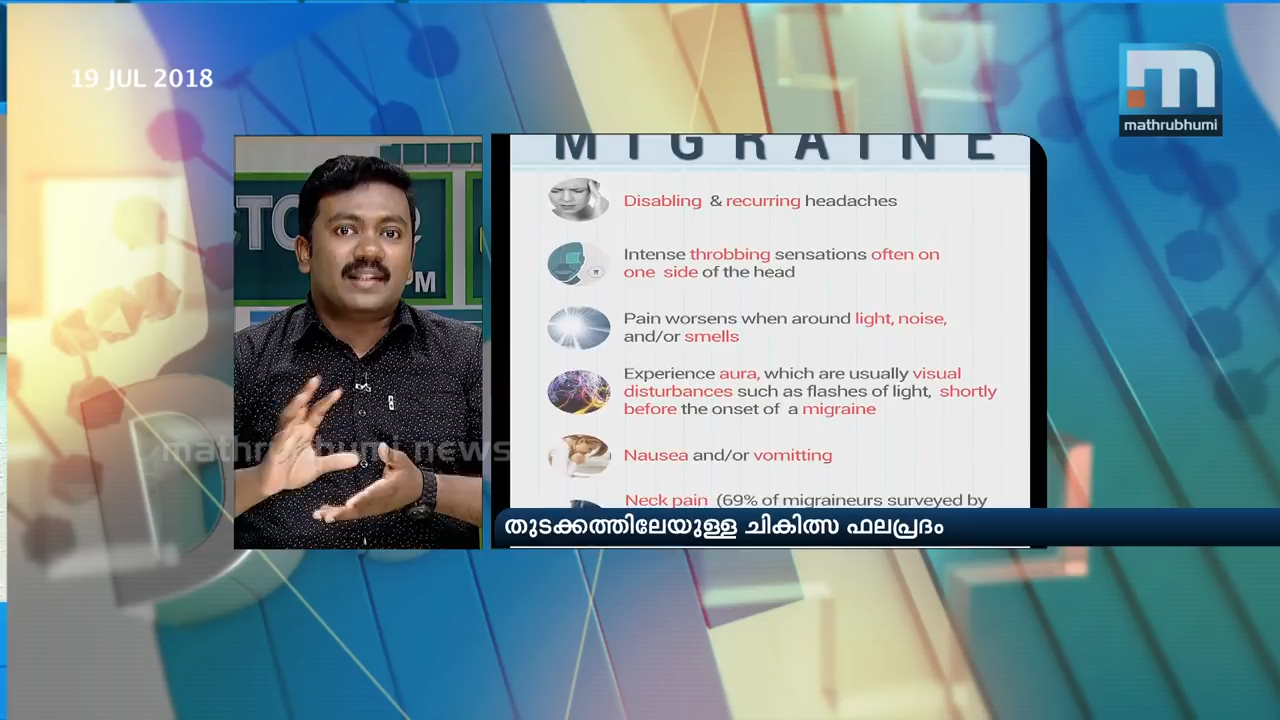 19 JUL 2018
mathrubhumi
MIGRAINE
Disabling & recurring headaches
Intense throbbing sensations often on
one side of the head
Pain worsens when around light, noise,
and/or smells
Experience aura, which are usually visual
disturbances such as flashes of light, shortly
before the onset of a migraine
Nausea and/or vomitting
Neck pain (69% of migraineurs surveyed by
mathrubhumi news
തുടക്കത്തിലേയുള്ള ചികിത്സ ഫലപ്രദം